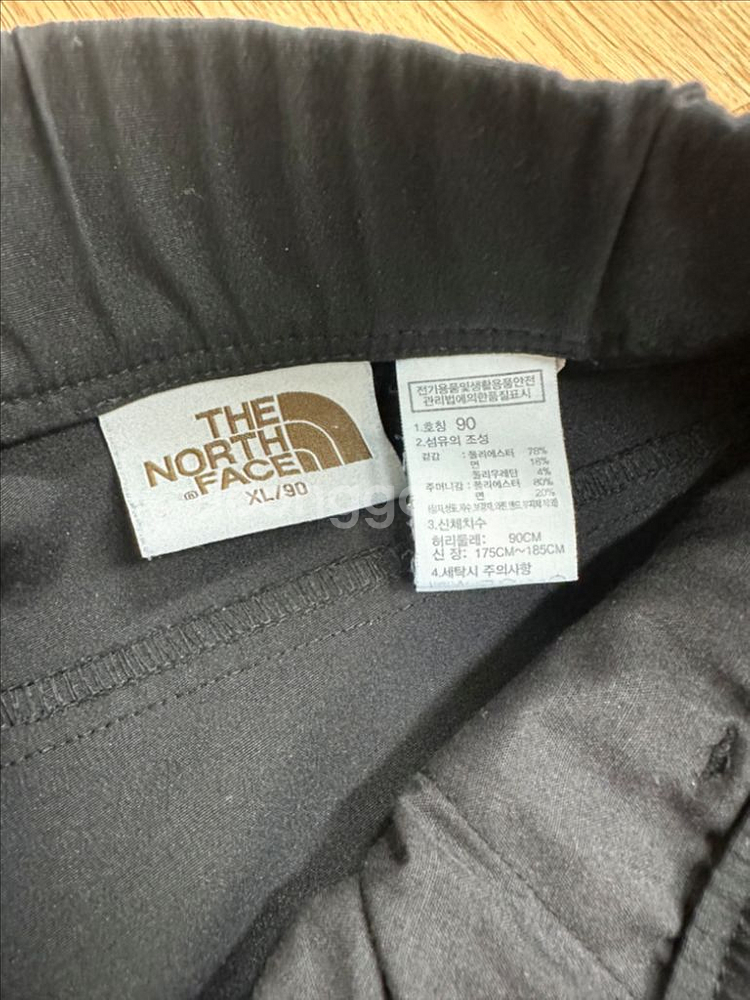 THE
NORTH
FACE
®
XL/90
전기용품및생활용품안전
관리법에의한품질표시
1.호칭 90
2.섬유의 조성
겉감 : 폴리에스터 78%
면 18%
폴리우레탄 4%
주머니감 : 폴리에스터 80%
면 20%
3.신체치수
허리둘레: 90CM
신 장: 175CM~185CM
4.세탁시 주의사항